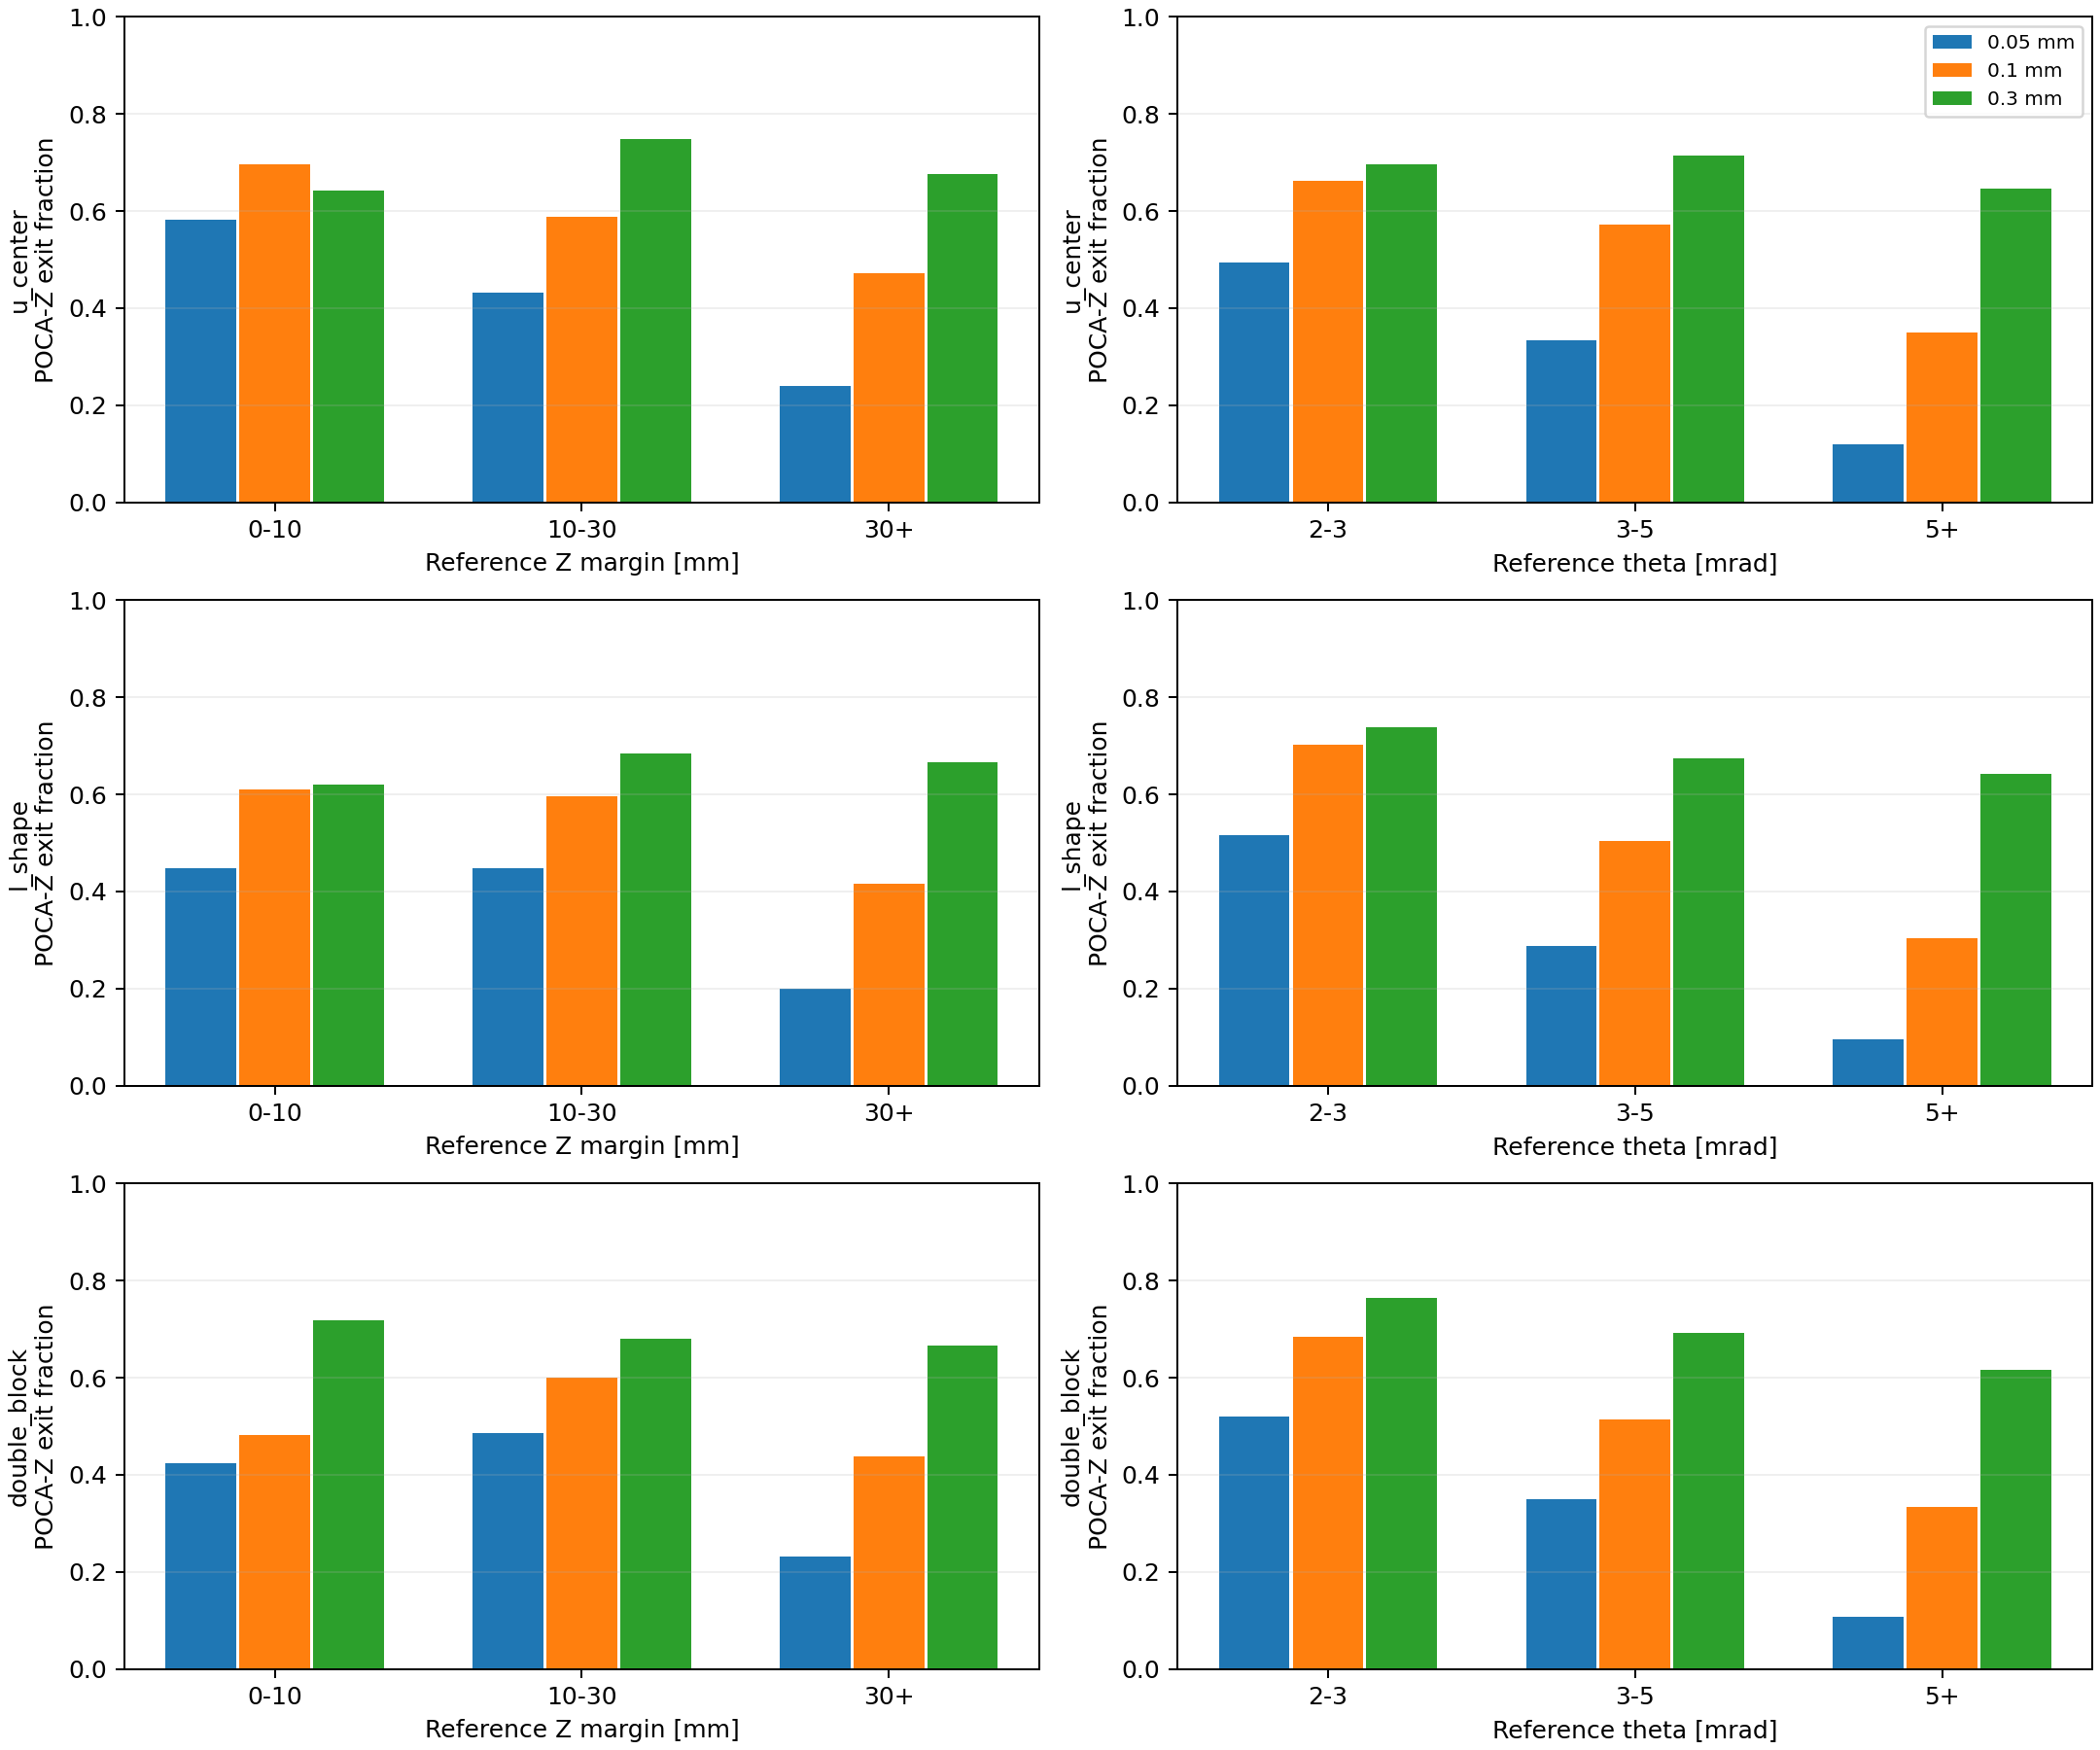 1.0
0.8
0.6
0.4
0.2
0.0
u_center
POCA-Z exit fraction
0-10
10-30
30+
Reference Z margin [mm]
1.0
0.8
0.6
0.4
0.2
0.0
u_center
POCA-Z exit fraction
0.05 mm
0.1 mm
0.3 mm
2-3
3-5
5+
Reference theta [mrad]
1.0
0.8
0.6
0.4
0.2
0.0
l_shape
POCA-Z exit fraction
0-10
10-30
30+
Reference Z margin [mm]
1.0
0.8
0.6
0.4
0.2
0.0
l_shape
POCA-Z exit fraction
2-3
3-5
5+
Reference theta [mrad]
1.0
0.8
0.6
0.4
0.2
0.0
double_block
POCA-Z exit fraction
0-10
10-30
30+
Reference Z margin [mm]
1.0
0.8
0.6
0.4
0.2
0.0
double_block
POCA-Z exit fraction
2-3
3-5
5+
Reference theta [mrad]